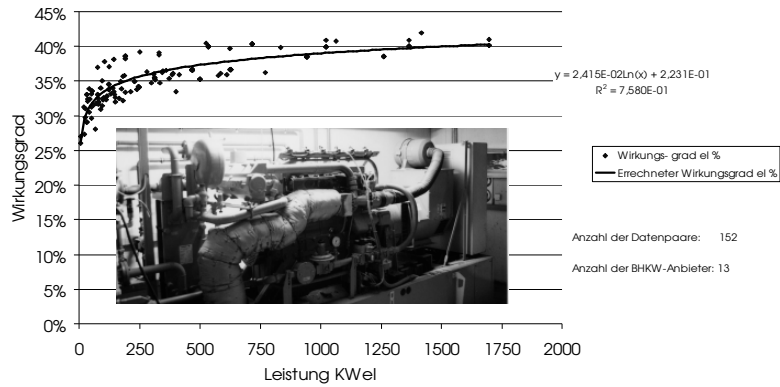 45%
40%
35%
30%
25%
20%
15%
10%
5%
0%
Wirkungsgrad
0 250 500 750 1000 1250 1500 1750 2000
Leistung KWel
y = 2,415E-02Ln(x) + 2,231E-01
R² = 7,580E-01
Wirkungs- grad el %
Errechneter Wirkungsgrad el %
Anzahl der Datenpaare: 152
Anzahl der BHKW-Anbieter: 13